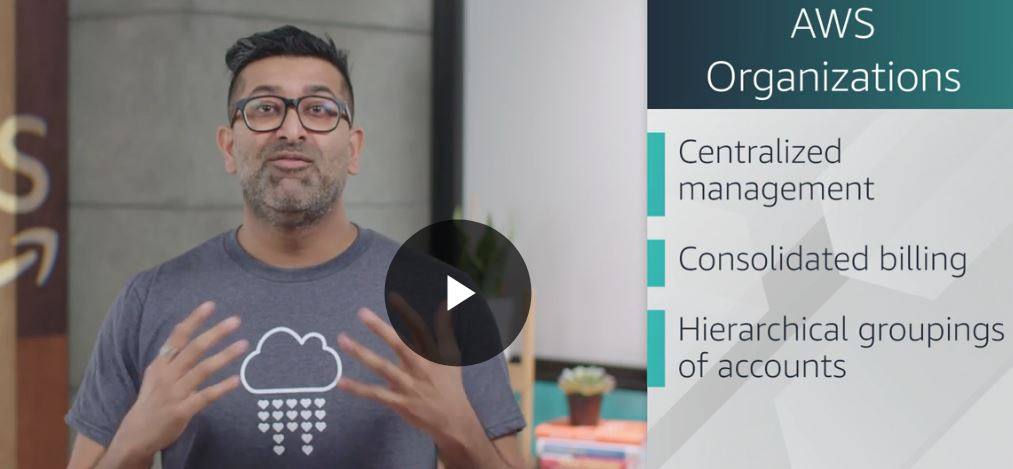 S
AWS
Organizations
Centralized
management
Consolidated billing
Hierarchical groupings
of accounts